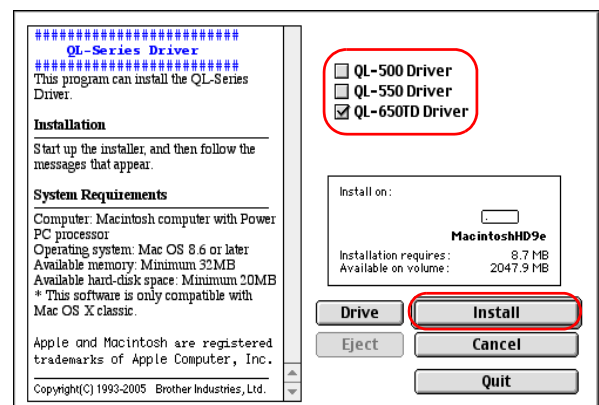 #########################
QL-Series Driver
#########################
This program can install the QL-Series
Driver.
Installation
Start up the installer, and then follow the
messages that appear.
System Requirements
Computer: Macintosh computer with Power
PC processor
Operating system: Mac OS 8.6 or later
Available memory: Minimum 32MB
Available hard-disk space: Minimum 20MB
* This software is only compatible with
Mac OS X classic.
Apple and Macintosh are registered
trademarks of Apple Computer, Inc.
Copyright(C) 1993-2005 Brother Industries, Ltd.
QL-500 Driver
QL-550 Driver
QL-650TD Driver
Install on:
MacintoshHD9e
Installation requires: 8.7 MB
Available on volume: 2047.9 MB
Drive
Install
Eject
Cancel
Quit